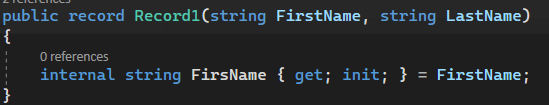 2 references
public record Record1(string FirstName, string LastName)
{
0 references
internal string FirsName { get; init; } = FirstName;
}